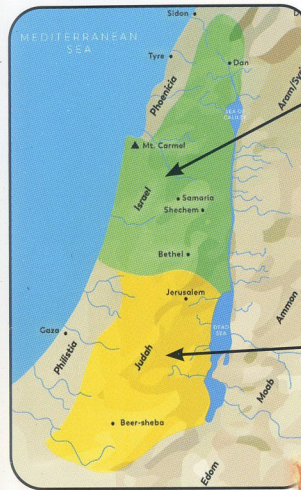 Sidon
MEDITERRANEAN
SEA
Tyre
Dan
Phoenicia
Aram/Sy
SEA OF
GALILEE
Mt. Carmel
Israel
Samaria
Shechem
Bethel
Jerusalem
Ammon
Gaza
DEAD
SEA
Philistia
Judah
Moab
Beer-sheba
Edom